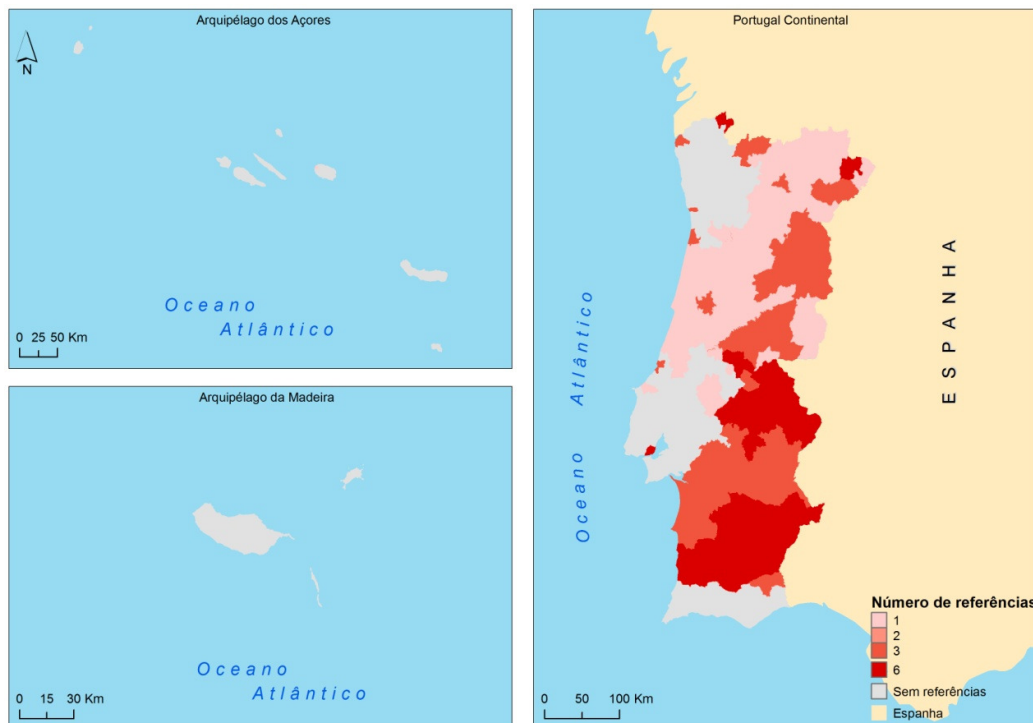 Arquipélago dos Açores
N
Oceano
Atlântico
0 25 50 Km
Arquipélago da Madeira
Oceano
Atlântico
0 15 30 Km
Portugal Continental
ESPANHA
Oceano Atlântico
Número de referências
1
2
3
6
Sem referências
Espanha
0 50 100 Km